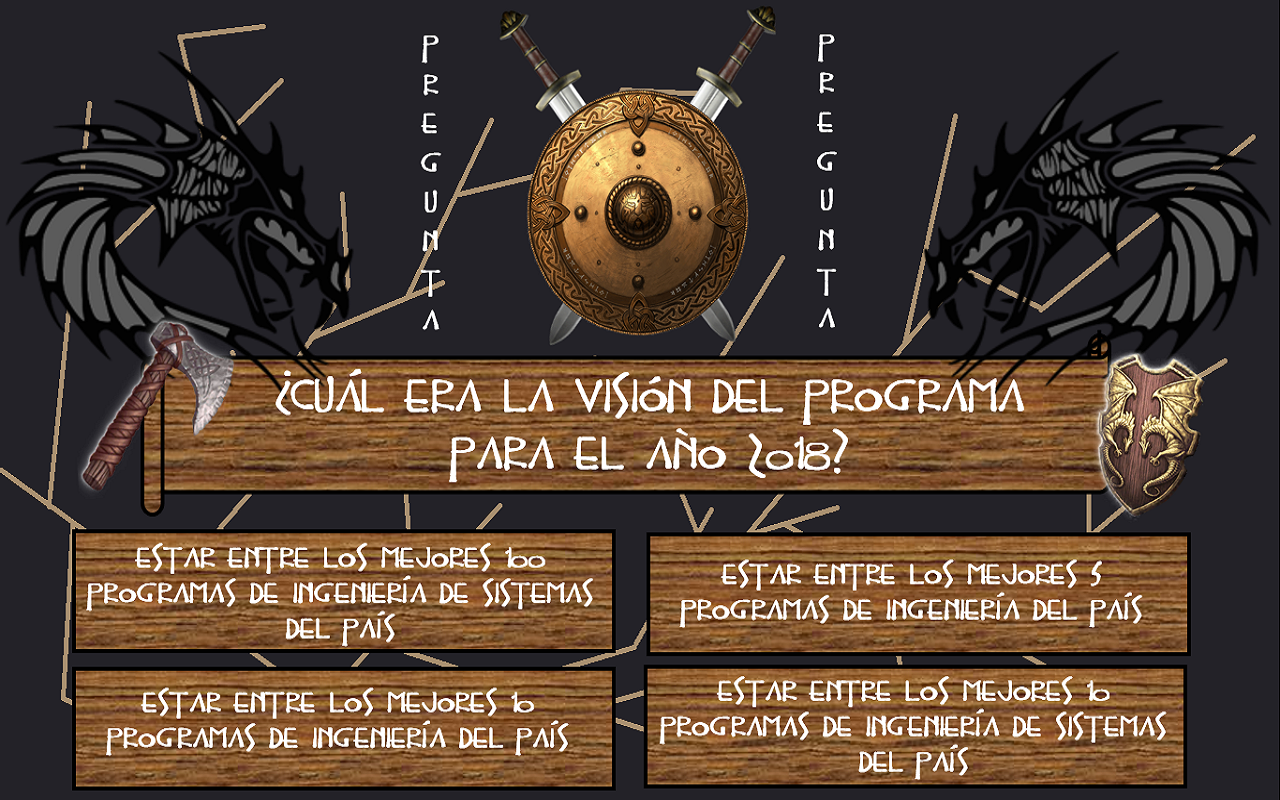 PREGUNTA
PREGUNTA
¿CUÁL ERA LA VISIÓN DEL PROGRAMA
PARA EL AÑO 2018?
ESTAR ENTRE LOS MEJORES 100
PROGRAMAS DE INGENIERÍA DE SISTEMAS
DEL PAÍS
ESTAR ENTRE LOS MEJORES 5
PROGRAMAS DE INGENIERÍA DEL PAÍS
ESTAR ENTRE LOS MEJORES 10
PROGRAMAS DE INGENIERÍA DEL PAÍS
ESTAR ENTRE LOS MEJORES 10
PROGRAMAS DE INGENIERÍA DE SISTEMAS
DEL PAÍS